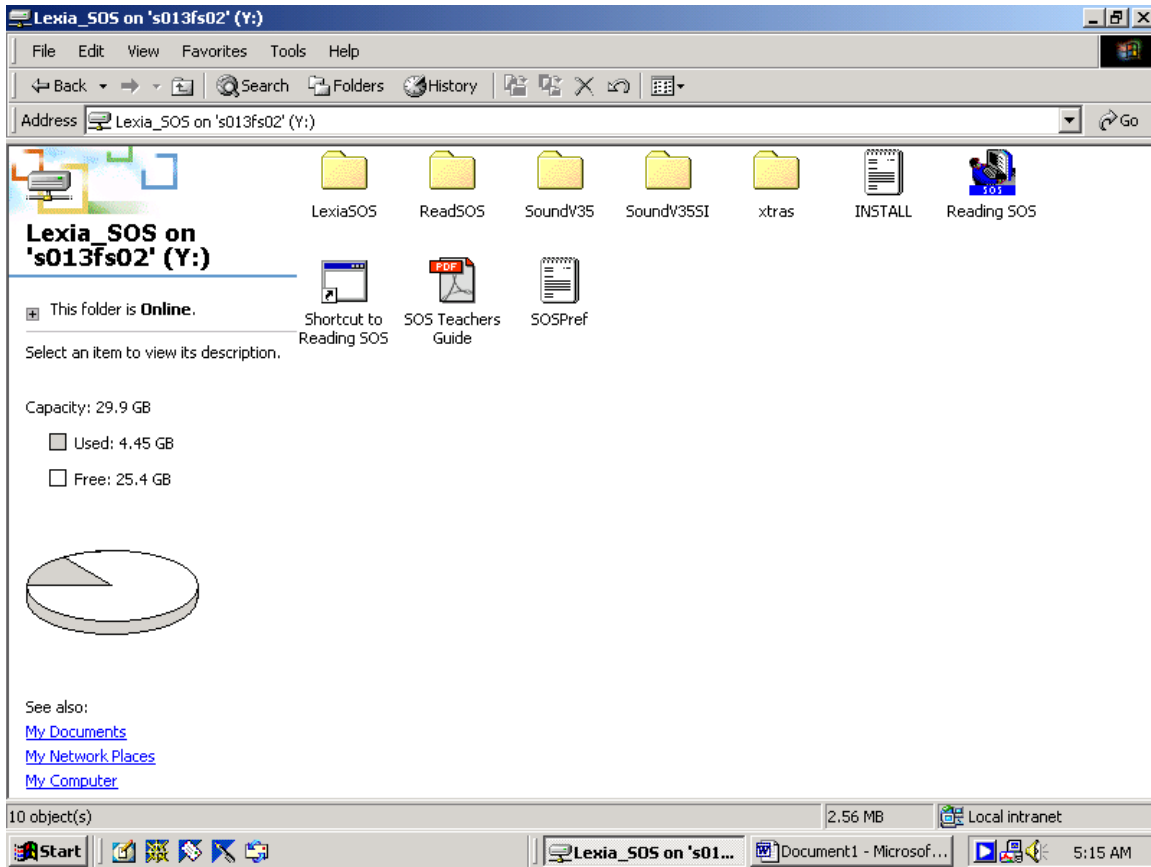 Lexia_SOS on 's013fs02' (Y:)
File Edit View Favorites Tools Help
Back Search Folders History
Address Lexia_SOS on 's013fs02' (Y:) Go
LexiaSOS ReadSOS SoundV35 SoundV35SI xtras INSTALL Reading SOS
SOS
Lexia_SOS on
's013fs02' (Y:)
PDF
Shortcut to
Reading SOS
SOS Teachers
Guide
SOSPref
This folder is Online.
Select an item to view its description.
Capacity: 29.9 GB
Used: 4.45 GB
Free: 25.4 GB
See also:
My Documents
My Network Places
My Computer
10 object(s) 2.56 MB Local intranet
Start Lexia_SOS on 's01... Document1 - Microsof... 5:15 AM